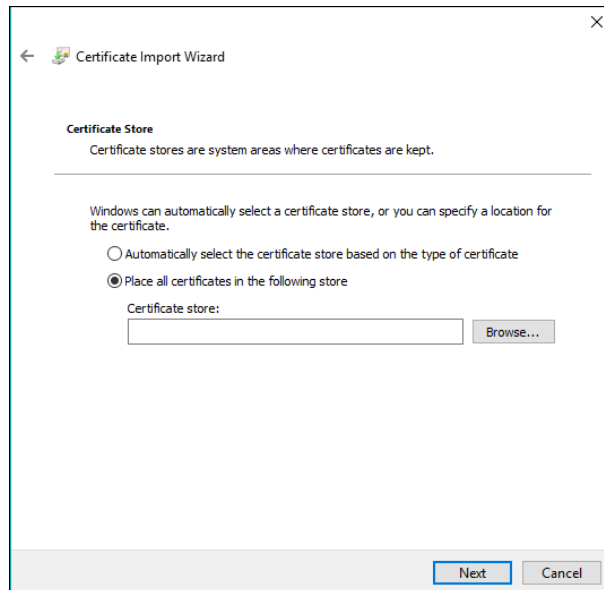 Certificate Import Wizard
Certificate Store
Certificate stores are system areas where certificates are kept.
Windows can automatically select a certificate store, or you can specify a location for
the certificate.
Automatically select the certificate store based on the type of certificate
Place all certificates in the following store
Certificate store:
Browse...
Next
Cancel